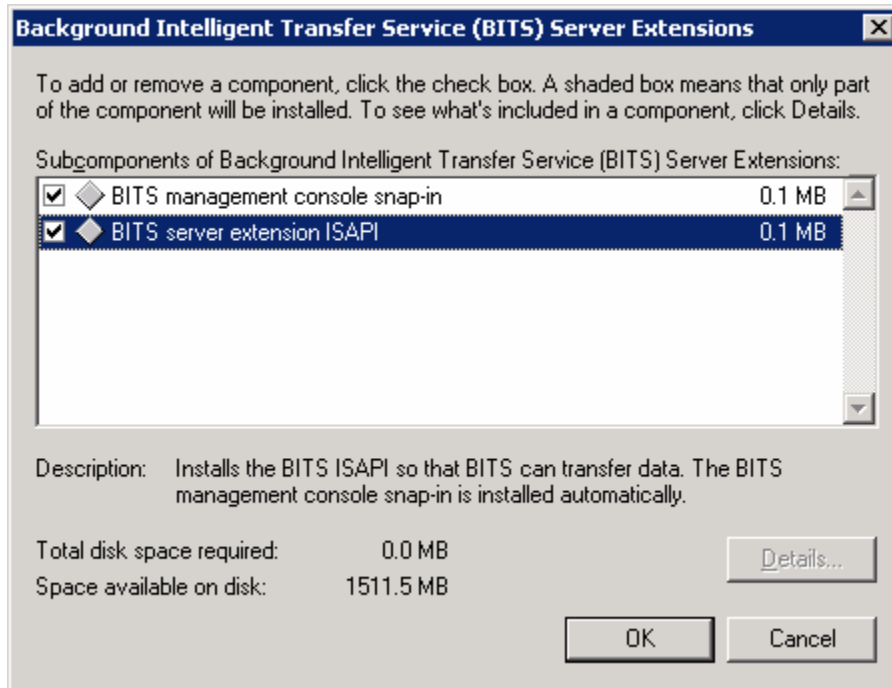 Background Intelligent Transfer Service (BITS) Server Extensions
To add or remove a component, click the check box. A shaded box means that only part
of the component will be installed. To see what's included in a component, click Details.
Subcomponents of Background Intelligent Transfer Service (BITS) Server Extensions:
BITS management console snap-in 0.1 MB
BITS server extension ISAPI 0.1 MB
Description: Installs the BITS ISAPI so that BITS can transfer data. The BITS
management console snap-in is installed automatically.
Total disk space required: 0.0 MB
Details...
Space available on disk: 1511.5 MB
OK Cancel